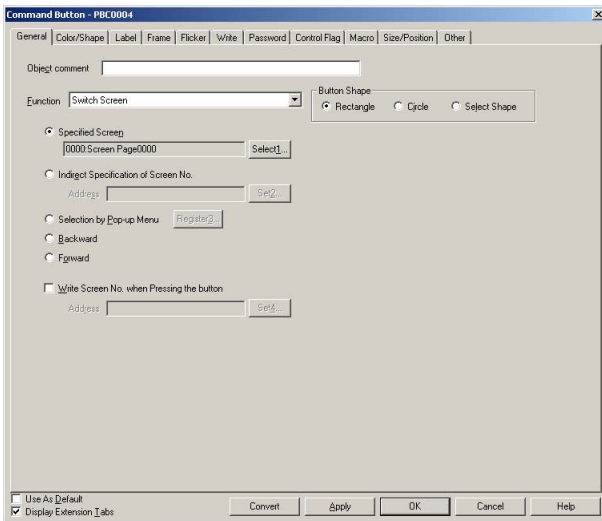 Command Button - PBC0004
General Color/Shape Label Frame Flicker Write Password Control Flag Macro Size/Position Other
Object comment
Function Switch Screen
Button Shape
Rectangle Circle Select Shape
Specified Screen
0000:Screen Page0000 Select1...
Indirect Specification of Screen No.
Address Set2...
Selection by Pop-up Menu Register3...
Backward
Forward
Write Screen No. when Pressing the button
Address Set4...
Use As Default
Display Extension Tabs
Convert Apply OK Cancel Help